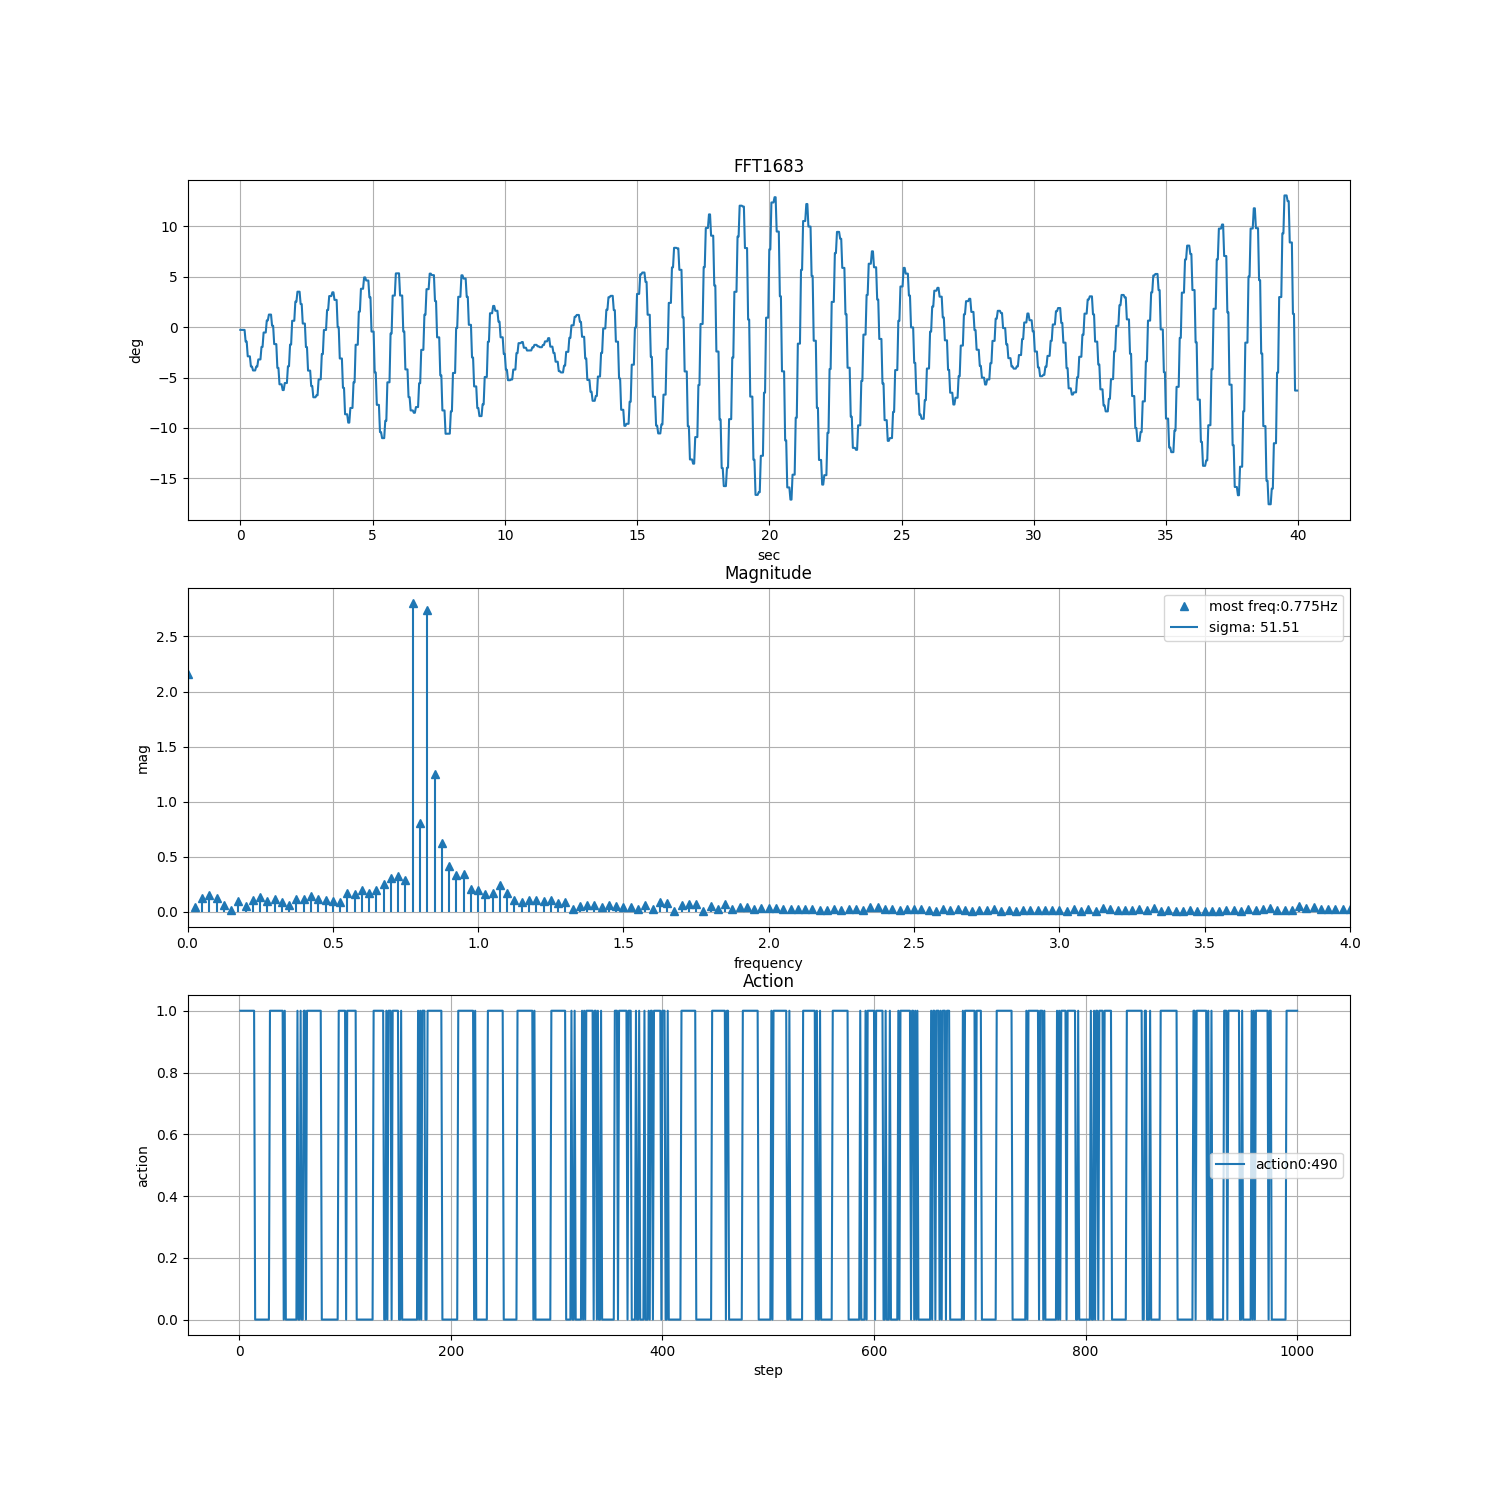 FFT1683
10
5
0
−5
−10
−15
deg
0 5 10 15 20 25 30 35 40
sec
Magnitude
most freq:0.775Hz
sigma: 51.51
2.5
2.0
1.5
1.0
0.5
0.0
mag
0.0 0.5 1.0 1.5 2.0 2.5 3.0 3.5 4.0
frequency
Action
1.0
0.8
0.6
0.4
0.2
0.0
action
action0:490
0 200 400 600 800 1000
step